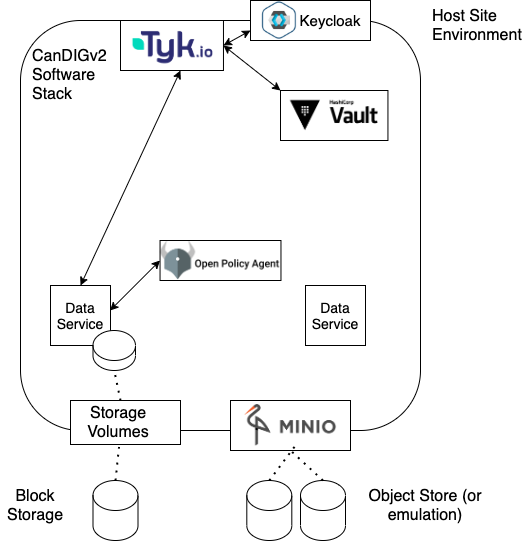 Tyk.io
Keycloak
Host Site
Environment
CanDIGv2
Software
Stack
HashiCorp
Vault
Open Policy Agent
Data
Service
Data
Service
Storage
Volumes
MINIO
Block
Storage
Object Store (or
emulation)